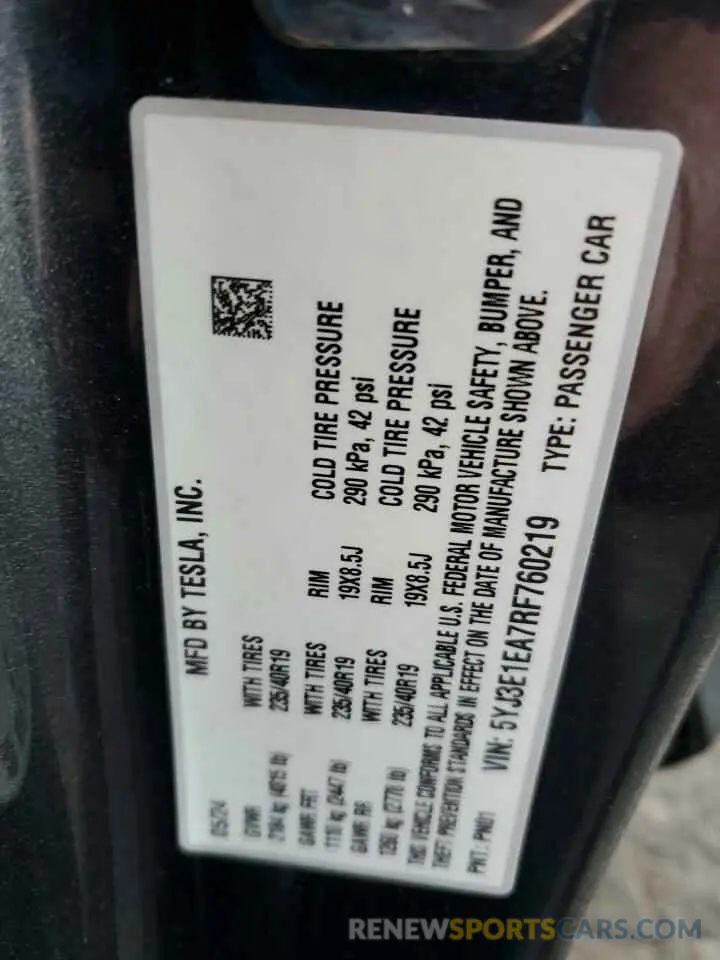 MFD BY TESLA, INC.
05/24
GVWR WITH TIRES
2184 kg (4815 lb) 235/40R19
GAWR FRT WITH TIRES RIM COLD TIRE PRESSURE
1110 kg (2447 lb) 235/40R19 19X8.5J 290 kPa, 42 psi
GAWR RR WITH TIRES RIM COLD TIRE PRESSURE
1260 kg (2778 lb) 235/40R19 19X8.5J 290 kPa, 42 psi
THIS VEHICLE CONFORMS TO ALL APPLICABLE U.S. FEDERAL MOTOR VEHICLE SAFETY, BUMPER, AND
THEFT PREVENTION STANDARDS IN EFFECT ON THE DATE OF MANUFACTURE SHOWN ABOVE.
VIN: 5YJ3E1EA7RF760219 TYPE: PASSENGER CAR
PNT: PN01
RENEWSPORTSCARS.COM